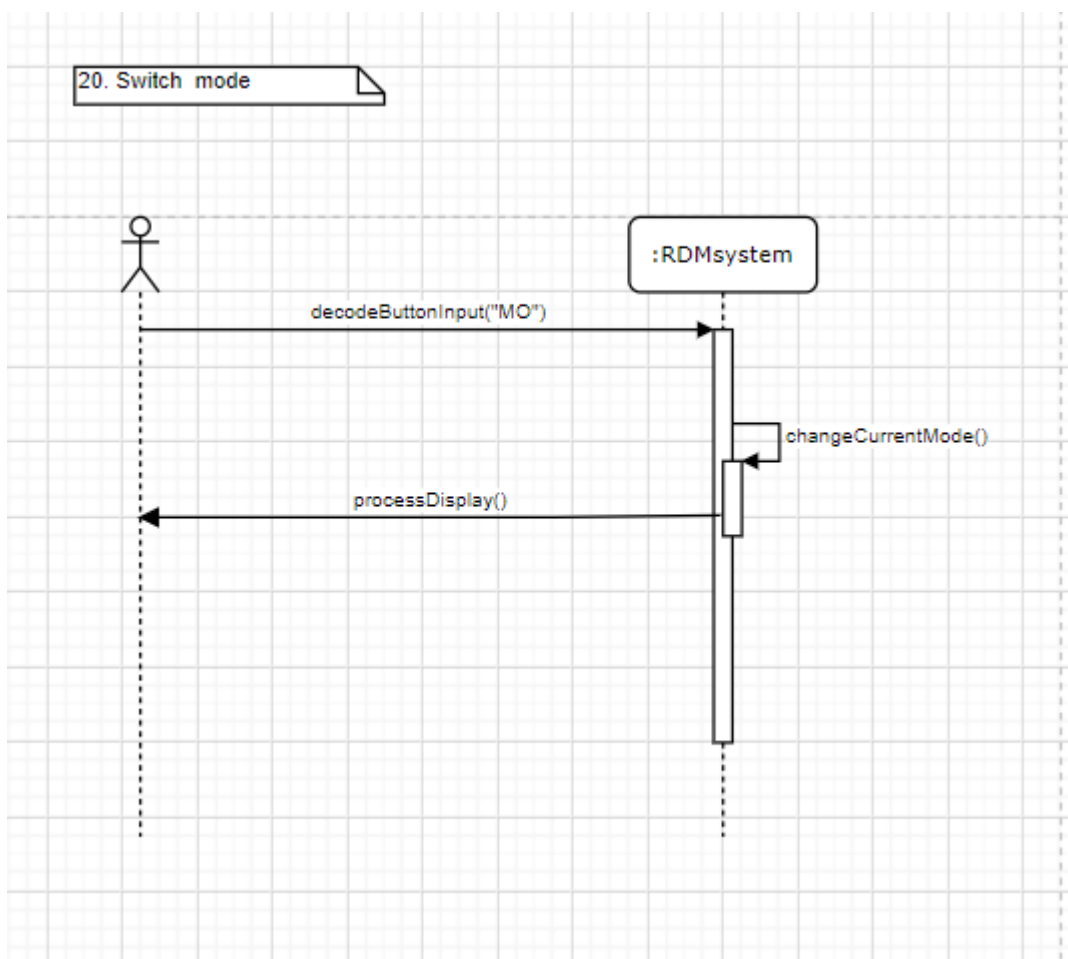 20. Switch mode
:RDMsystem
decodeButtonInput("MO")
changeCurrentMode()
processDisplay()